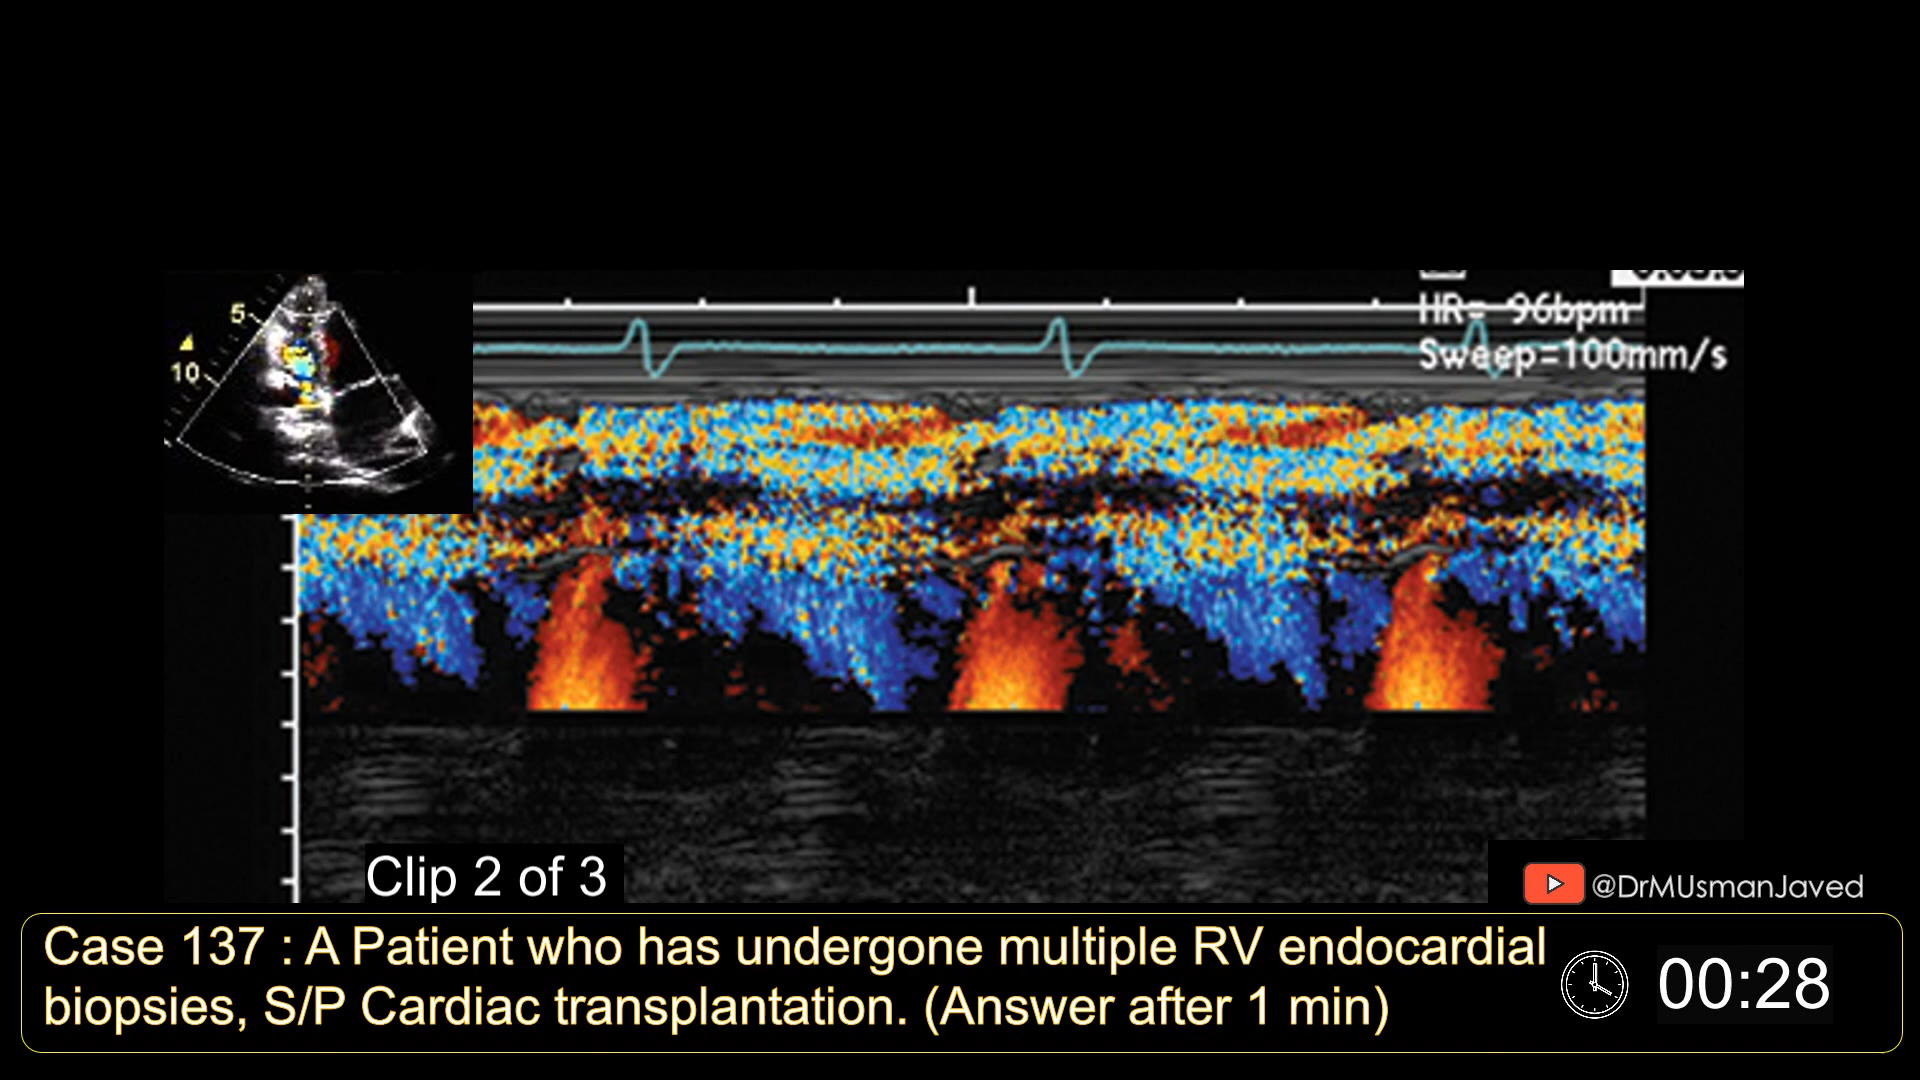 5
10
HR= 96bpm
Sweep=100mm/s
Clip 2 of 3
@DrMUsmanJaved
Case 137 : A Patient who has undergone multiple RV endocardial
biopsies, S/P Cardiac transplantation. (Answer after 1 min)
00:28